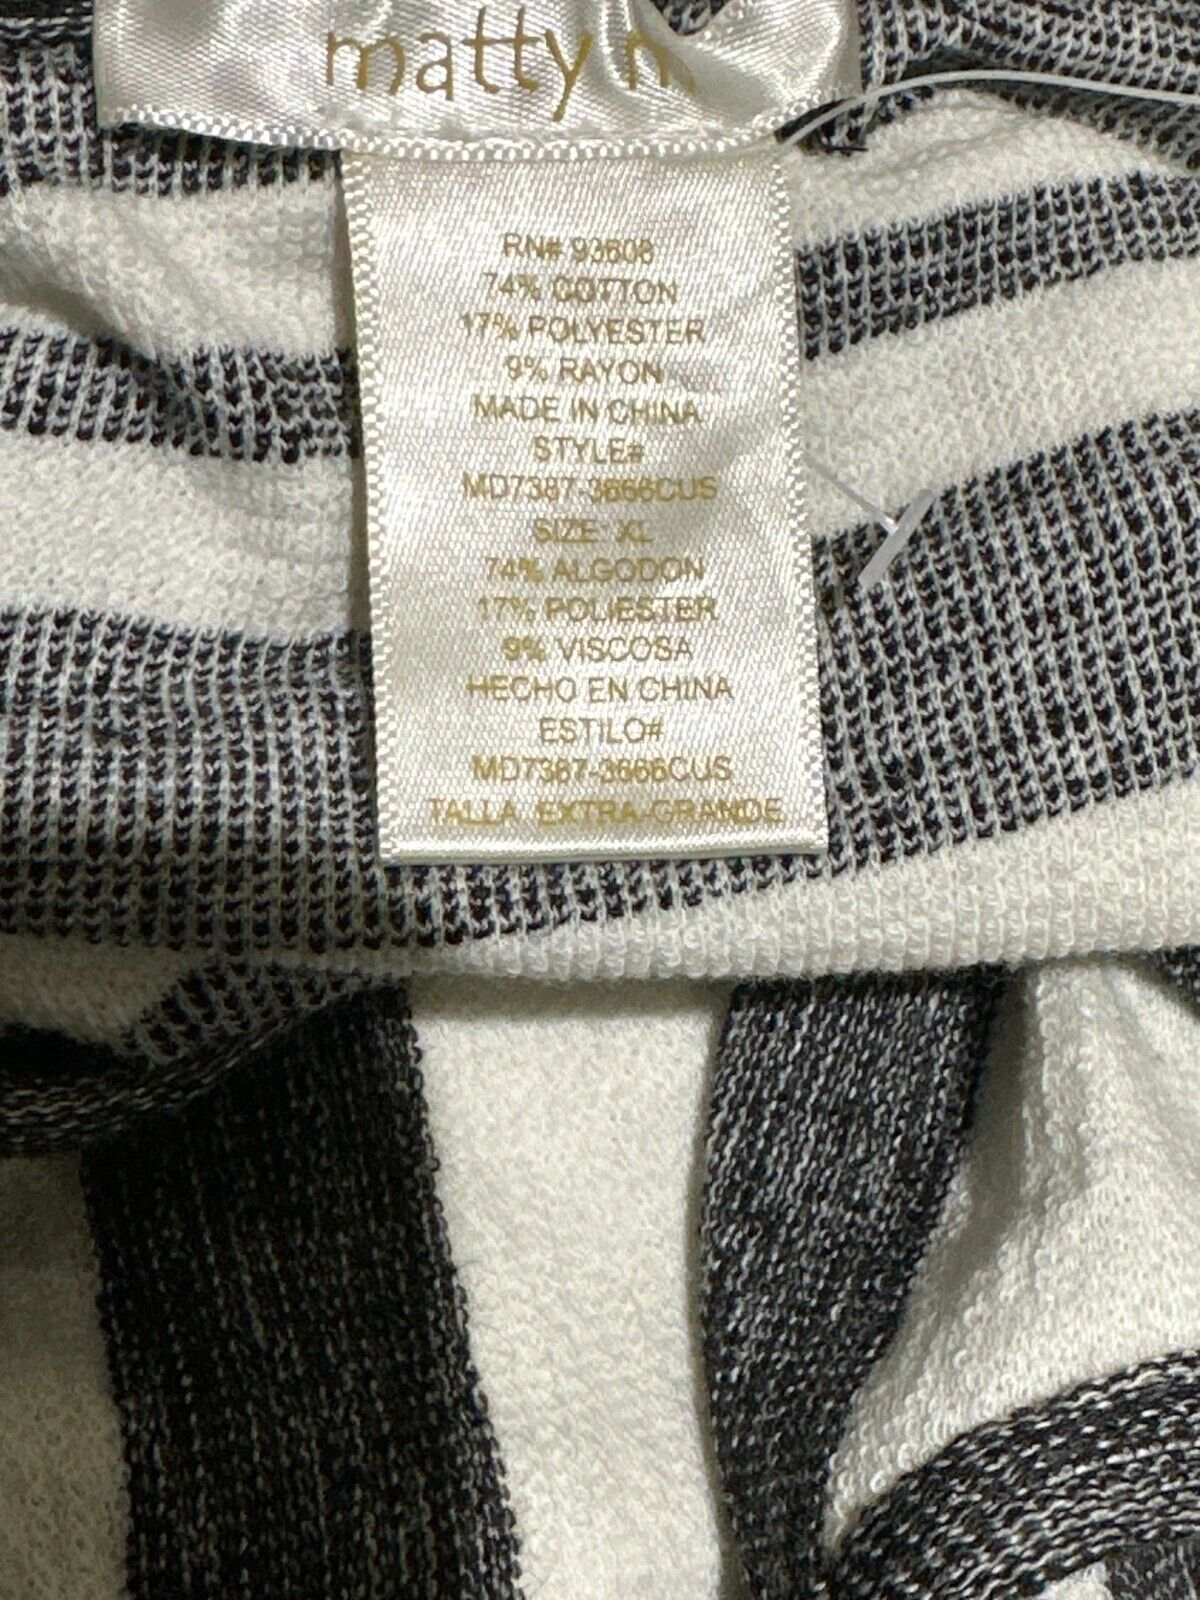 matty m
RN# 93608
74% COTTON
17% POLYESTER
9% RAYON
MADE IN CHINA
STYLE#
MD7387-3666CUS
SIZE XL
74% ALGODON
17% POLIESTER
9% VISCOSA
HECHO EN CHINA
ESTILO#
MD7387-3666CUS
TALLA EXTRA-GRANDE